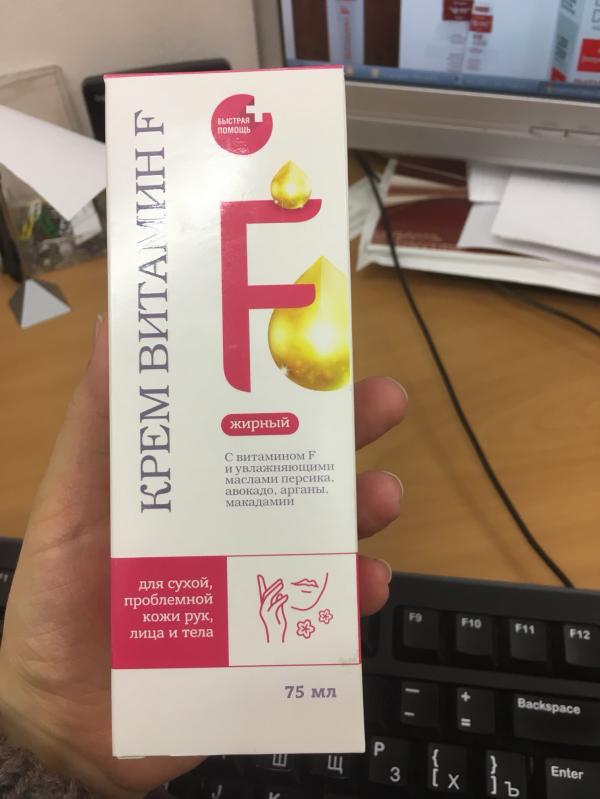 БЫСТРАЯ
ПОМОЩЬ
КРЕМ ВИТАМИН F
F
жирный
С витамином F
и увлажняющими
маслами персика,
авокадо, арганы,
макадамии
для сухой,
проблемной
кожи рук,
лица и тела
75 мл
F9
F10
F11
F12
Backspace
Enter
Ш
Щ
P
З
{
[
Х
}
]
Ъ